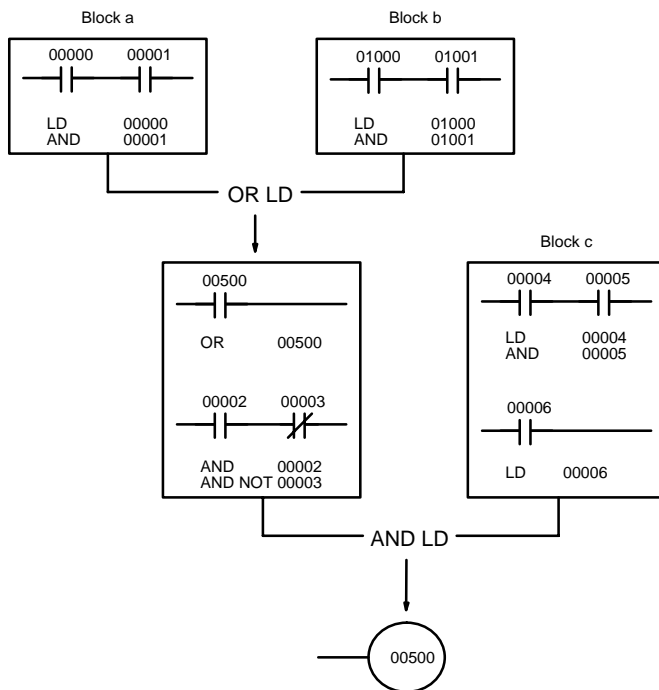 Block a
Block b
00000 00001
LD 00000
AND 00001
01000 01001
LD 01000
AND 01001
OR LD
Block c
00500
OR 00500
00002 00003
AND 00002
AND NOT 00003
00004 00005
LD 00004
AND 00005
00006
LD 00006
AND LD
00500